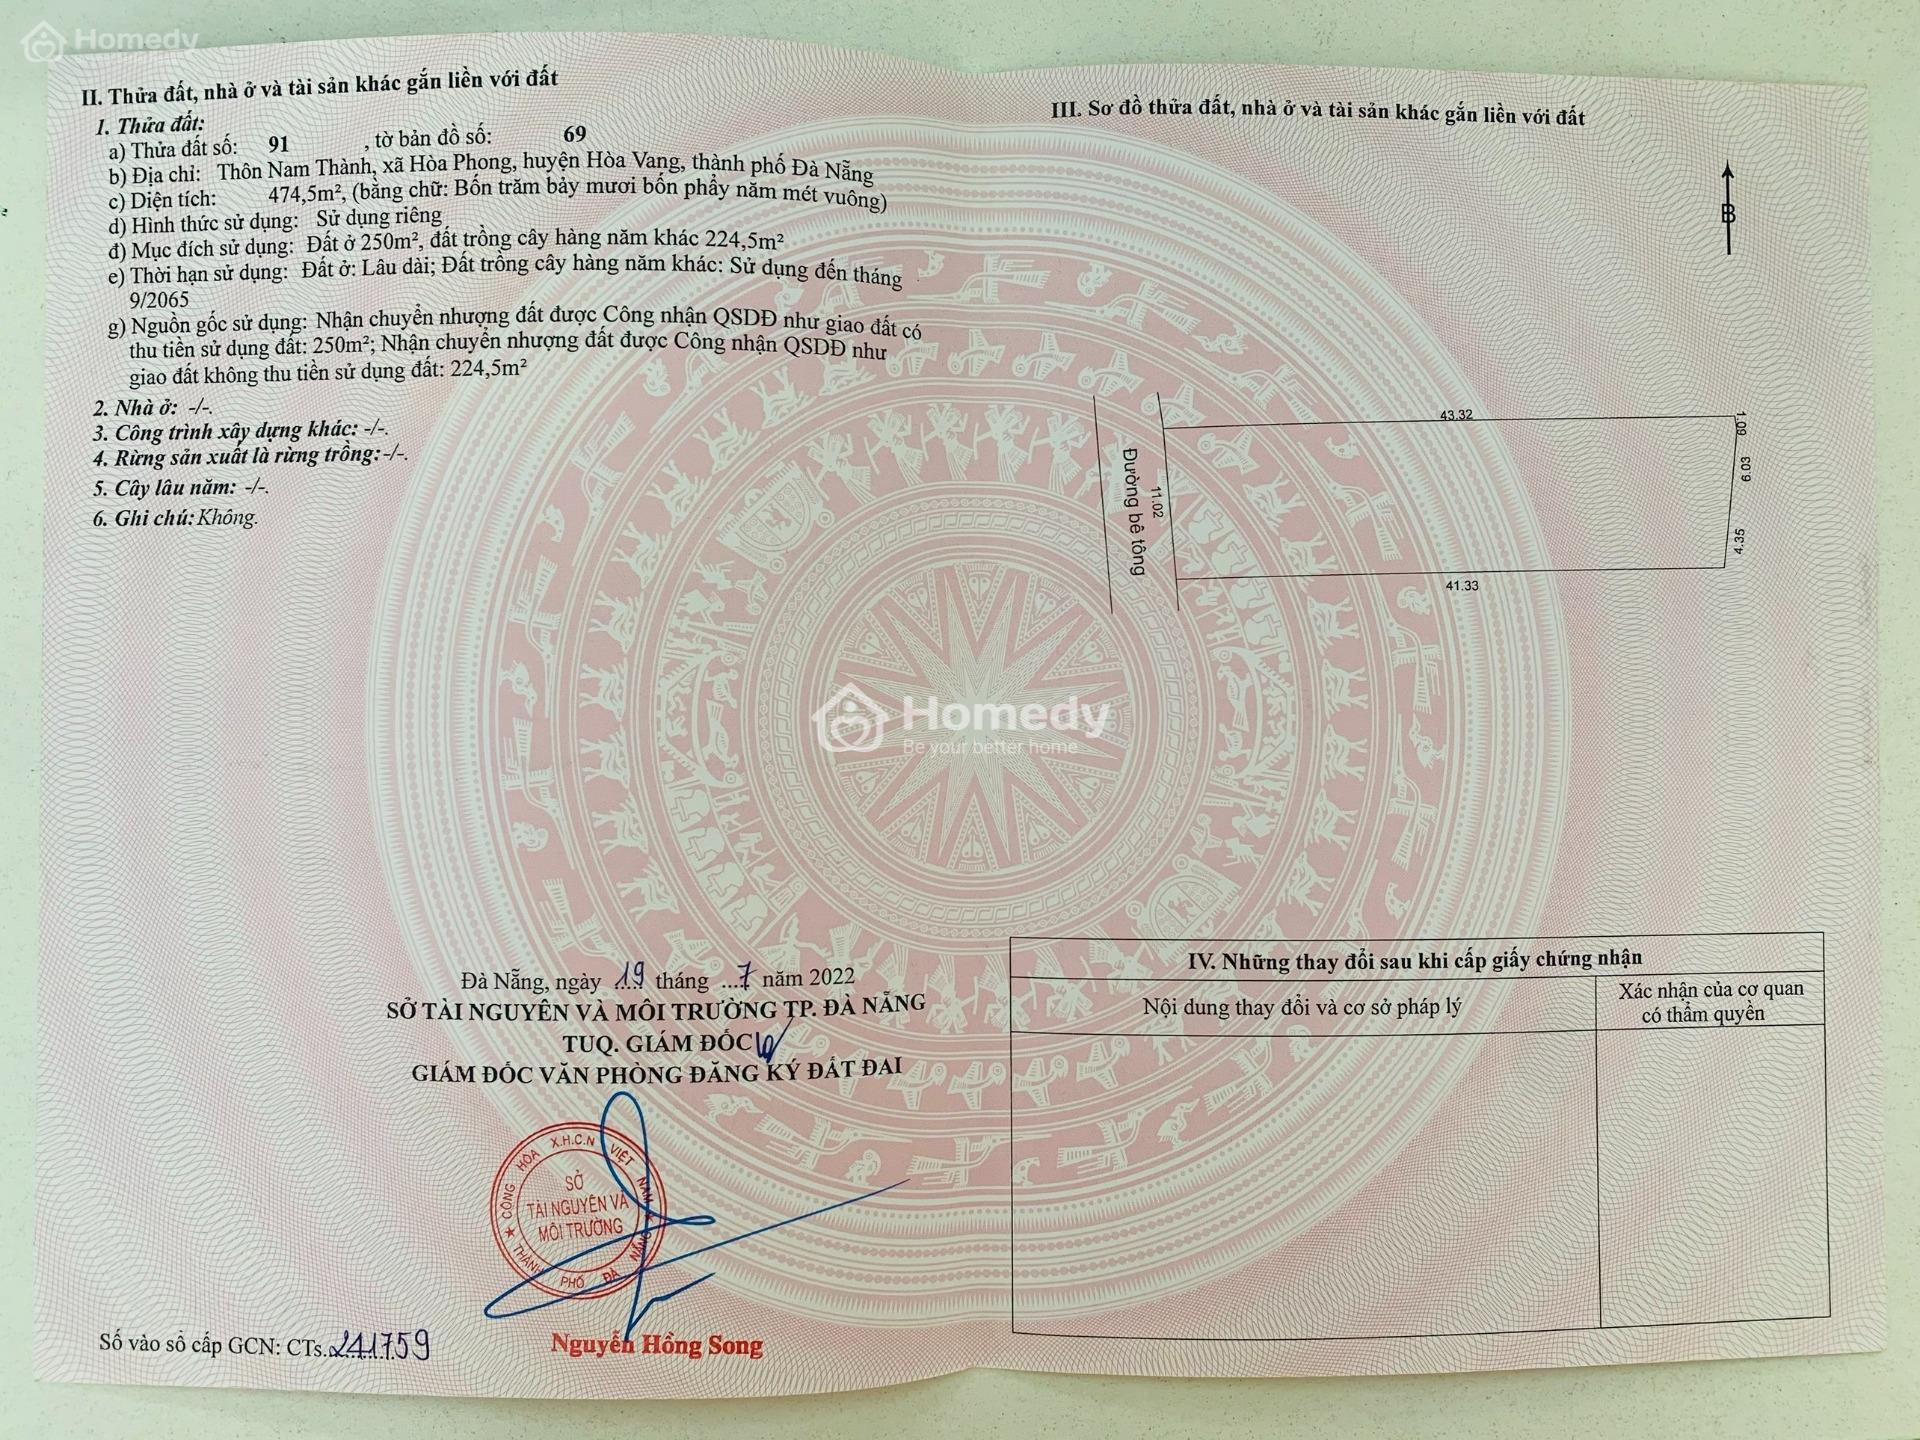 Homedy
II. Thửa đất, nhà ở và tài sản khác gắn liền với đất
1. Thửa đất:
a) Thửa đất số: 91 , tờ bản đồ số: 69
b) Địa chỉ: Thôn Nam Thành, xã Hòa Phong, huyện Hòa Vang, thành phố Đà Nẵng
c) Diện tích: 474,5m², (bằng chữ: Bốn trăm bảy mươi bốn phẩy năm mét vuông)
d) Hình thức sử dụng: Sử dụng riêng
đ) Mục đích sử dụng: Đất ở 250m², đất trồng cây hàng năm khác 224,5m²
e) Thời hạn sử dụng: Đất ở: Lâu dài; Đất trồng cây hàng năm khác: Sử dụng đến tháng
9/2065
g) Nguồn gốc sử dụng: Nhận chuyển nhượng đất được Công nhận QSDĐ như giao đất có
thu tiền sử dụng đất: 250m²; Nhận chuyển nhượng đất được Công nhận QSDĐ như
giao đất không thu tiền sử dụng đất: 224,5m²
2. Nhà ở: -/-.
3. Công trình xây dựng khác: -/-.
4. Rừng sản xuất là rừng trồng:-/-.
5. Cây lâu năm: -/-.
6. Ghi chú: Không.
Đà Nẵng, ngày 19 tháng ...7 năm 2022
SỞ TÀI NGUYÊN VÀ MÔI TRƯỜNG TP. ĐÀ NẴNG
TUQ. GIÁM ĐỐC
GIÁM ĐỐC VĂN PHÒNG ĐĂNG KÝ ĐẤT ĐAI
CỘNG HÒA X.H.C.N VIỆT NAM
SỞ
TÀI NGUYÊN VÀ
MÔI TRƯỜNG
★ THÀNH PHỐ ĐÀ NẴNG ★
Nguyễn Hồng Song
Số vào sổ cấp GCN: CTs.241759
III. Sơ đồ thửa đất, nhà ở và tài sản khác gắn liền với đất
B
43.32
1.09
6.03
4.35
41.33
11.02
Đường bê tông
Homedy
Be your better home
IV. Những thay đổi sau khi cấp giấy chứng nhận
Nội dung thay đổi và cơ sở pháp lý
Xác nhận của cơ quan
có thẩm quyền